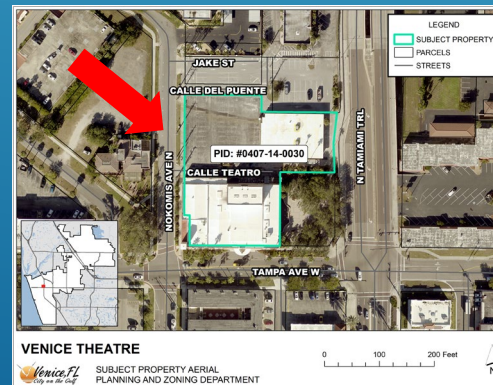 LEGEND
SUBJECT PROPERTY
PARCELS
STREETS
JAKE ST
CALLE DEL PUENTE
PID: #0407-14-0030
CALLE TEATRO
NOKOMIS AVE N
N TAMIAMI TRL
TAMPA AVE W
VENICE THEATRE
0 100 200 Feet
Venice, FL
City on the Gulf
SUBJECT PROPERTY AERIAL
PLANNING AND ZONING DEPARTMENT